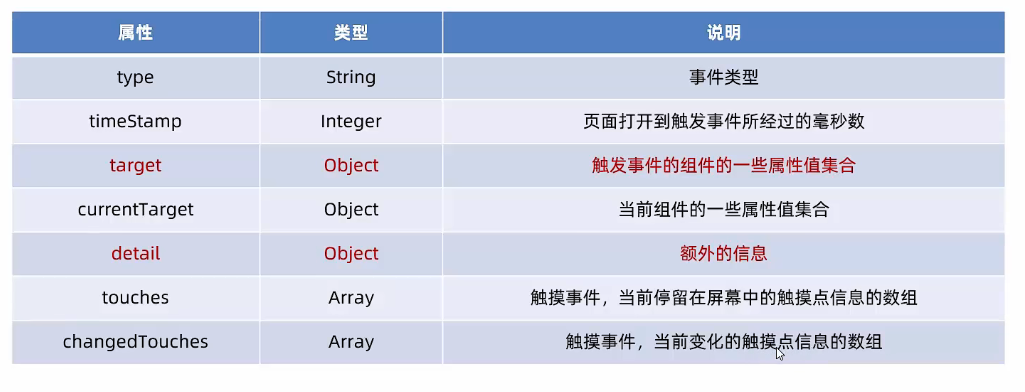 属性 类型 说明
type String 事件类型
timeStamp Integer 页面打开到触发事件所经过的毫秒数
target Object 触发事件的组件的一些属性值集合
currentTarget Object 当前组件的一些属性值集合
detail Object 额外的信息
touches Array 触摸事件，当前停留在屏幕中的触摸点信息的数组
changedTouches Array 触摸事件，当前变化的触摸点信息的数组